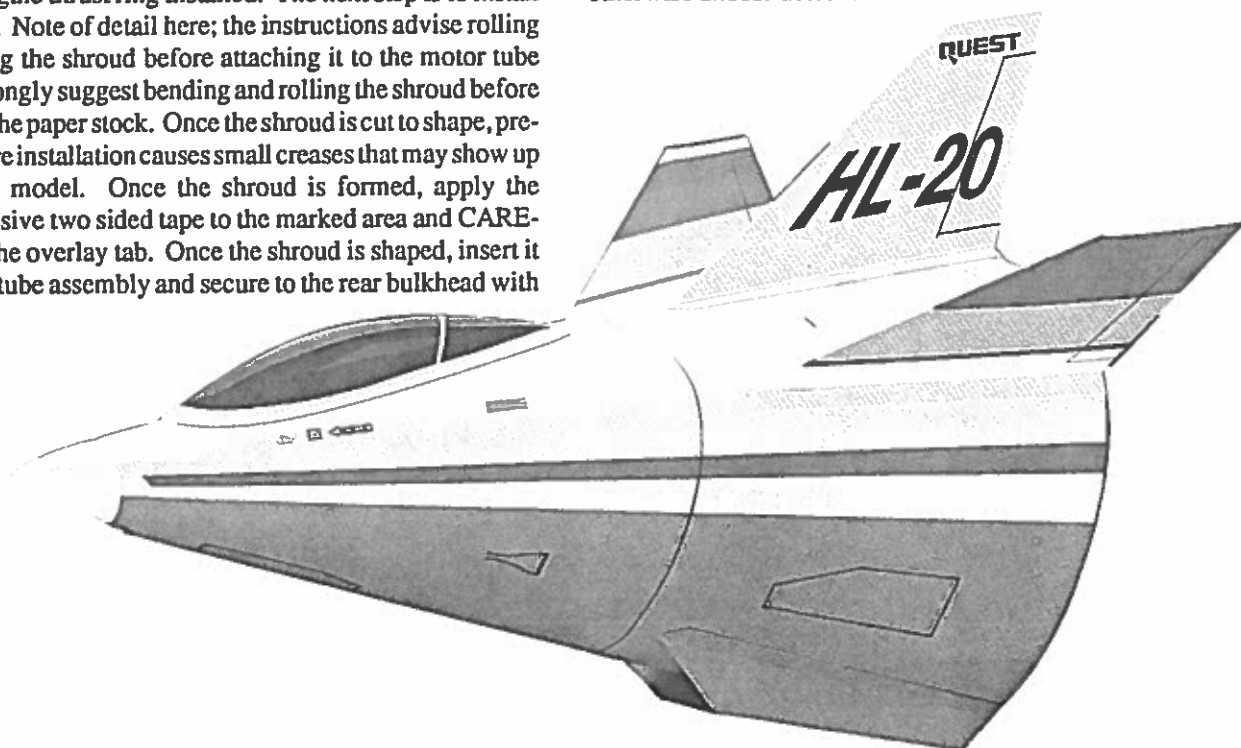 . Note of detail here; the instructions advise rolling
g the shroud before attaching it to the motor tube
ongly suggest bending and rolling the shroud before
he paper stock. Once the shroud is cut to shape, pre-
re installation causes small creases that may show up
model. Once the shroud is formed, apply the
sive two sided tape to the marked area and CARE-
he overlay tab. Once the shroud is shaped, insert it
tube assembly and secure to the rear bulkhead with
QUEST
HL-20